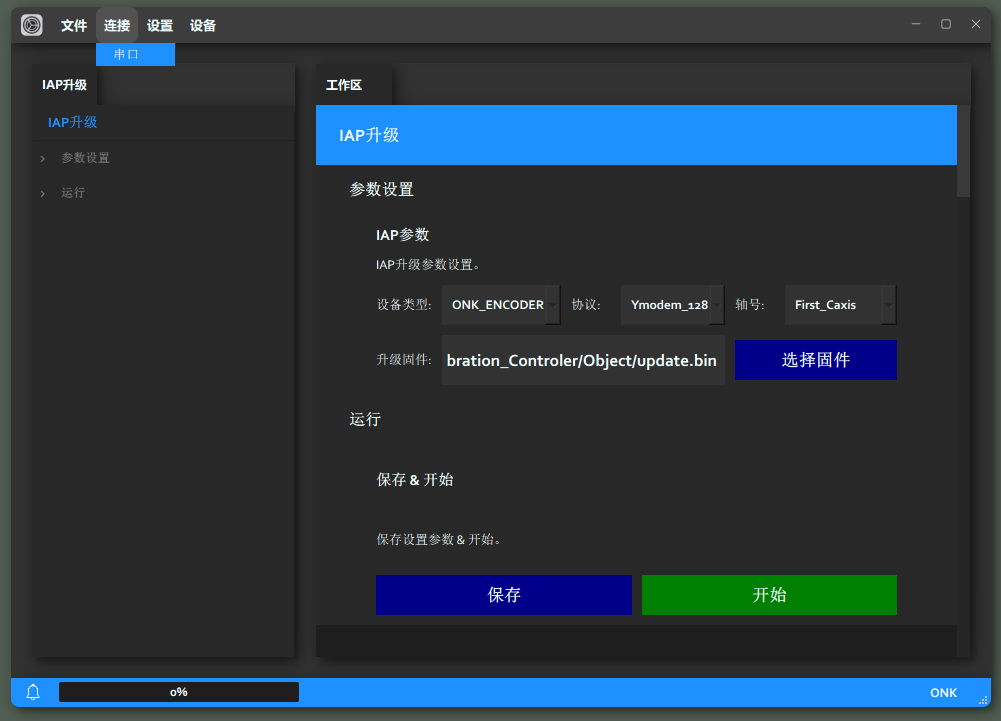 文件 连接 设置 设备
串口
IAP升级
工作区
IAP升级
参数设置
运行
IAP升级
参数设置
IAP参数
IAP升级参数设置。
设备类型: ONK_ENCODER 协议: Ymodem_128 轴号: First_Caxis
升级固件: bration_Controler/Object/update.bin 选择固件
运行
保存 & 开始
保存设置参数 & 开始。
保存 开始
0% ONK